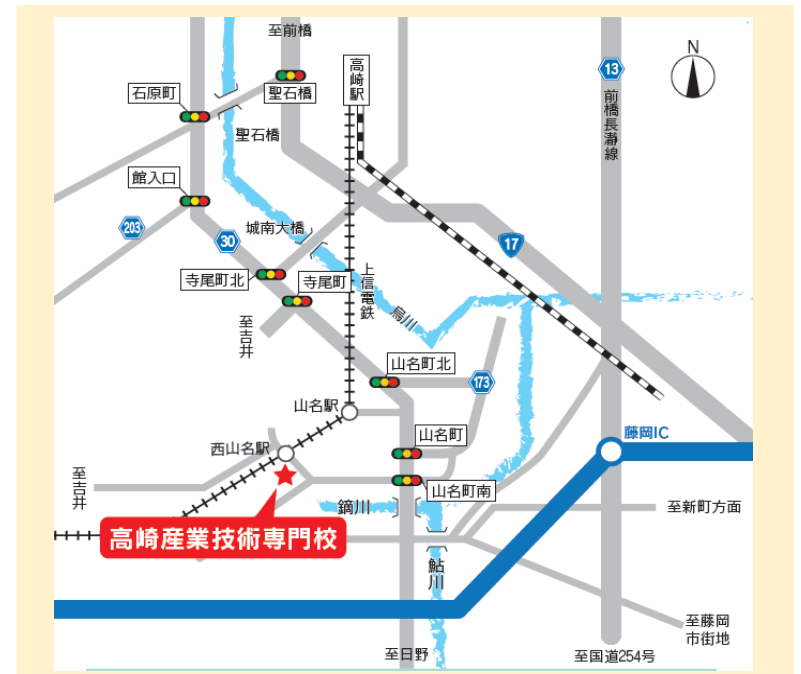 至前橋
N
高崎駅
13
石原町
聖石橋
前橋長瀞線
聖石橋
館入口
203
城南大橋
30
17
寺尾町北
寺尾町
上信電鉄
烏川
至吉井
山名町北
173
山名駅
山名町
藤岡IC
西山名駅
至吉井
山名町南
鏑川
至新町方面
高崎産業技術専門校
鮎川
至藤岡
市街地
至日野
至国道254号